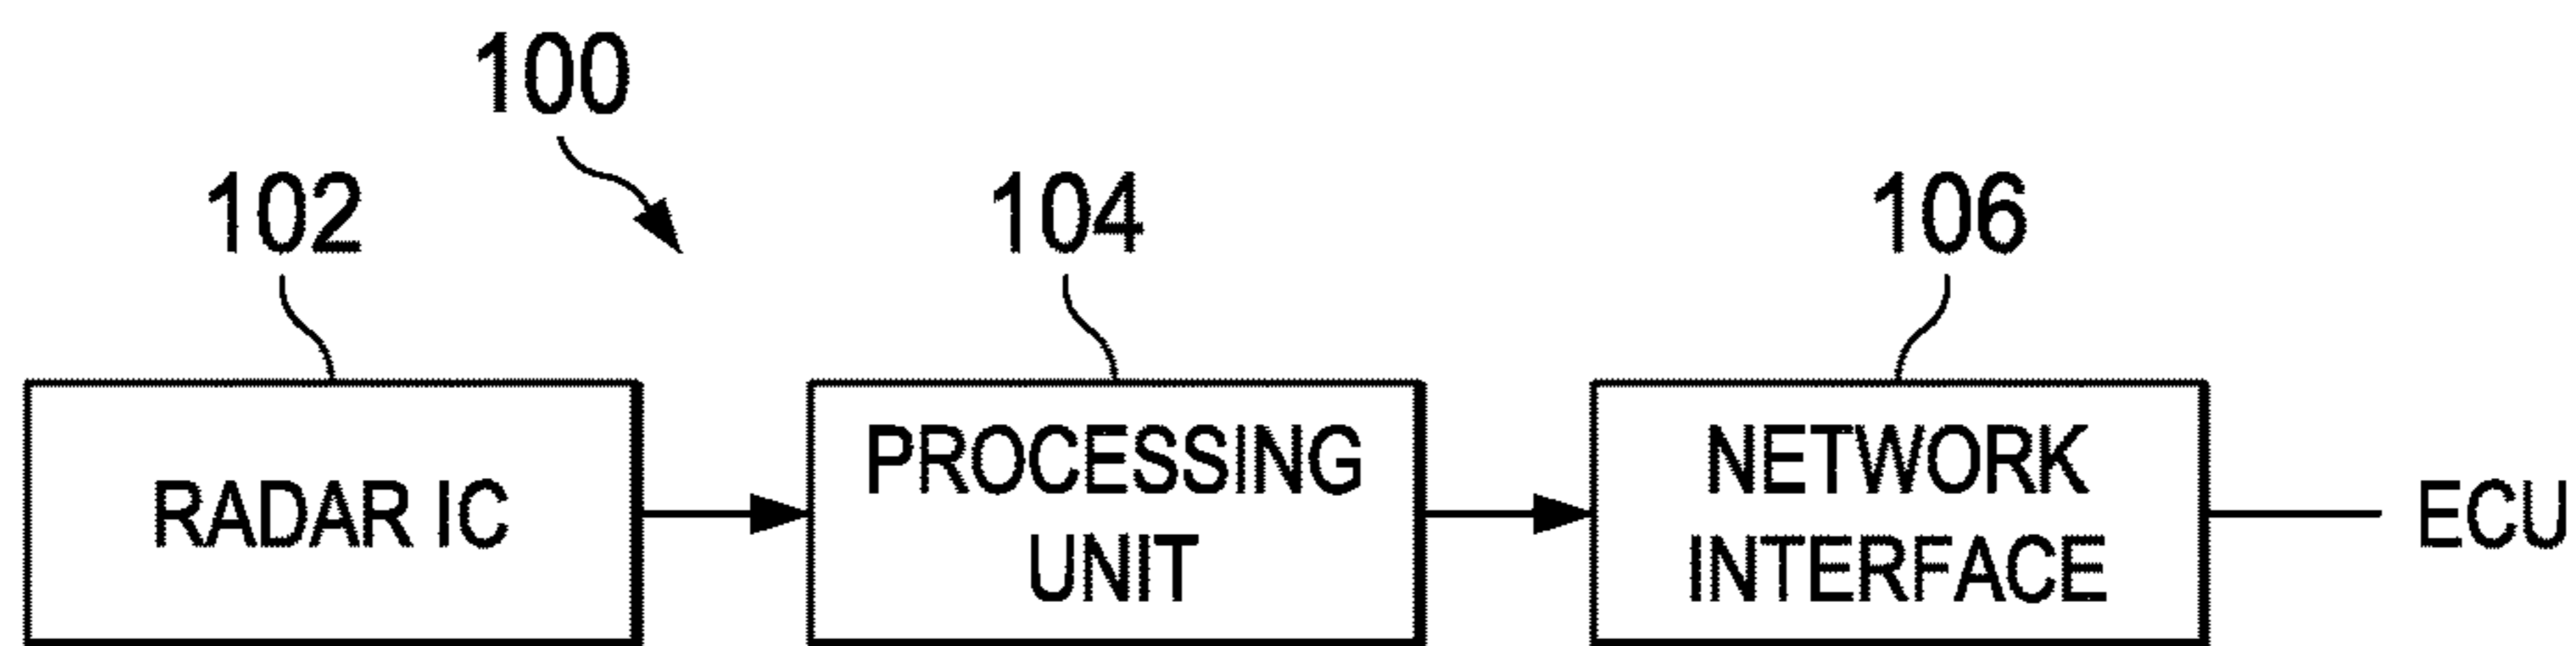 100
102
104
106
RADAR IC
PROCESSING
UNIT
NETWORK
INTERFACE
ECU